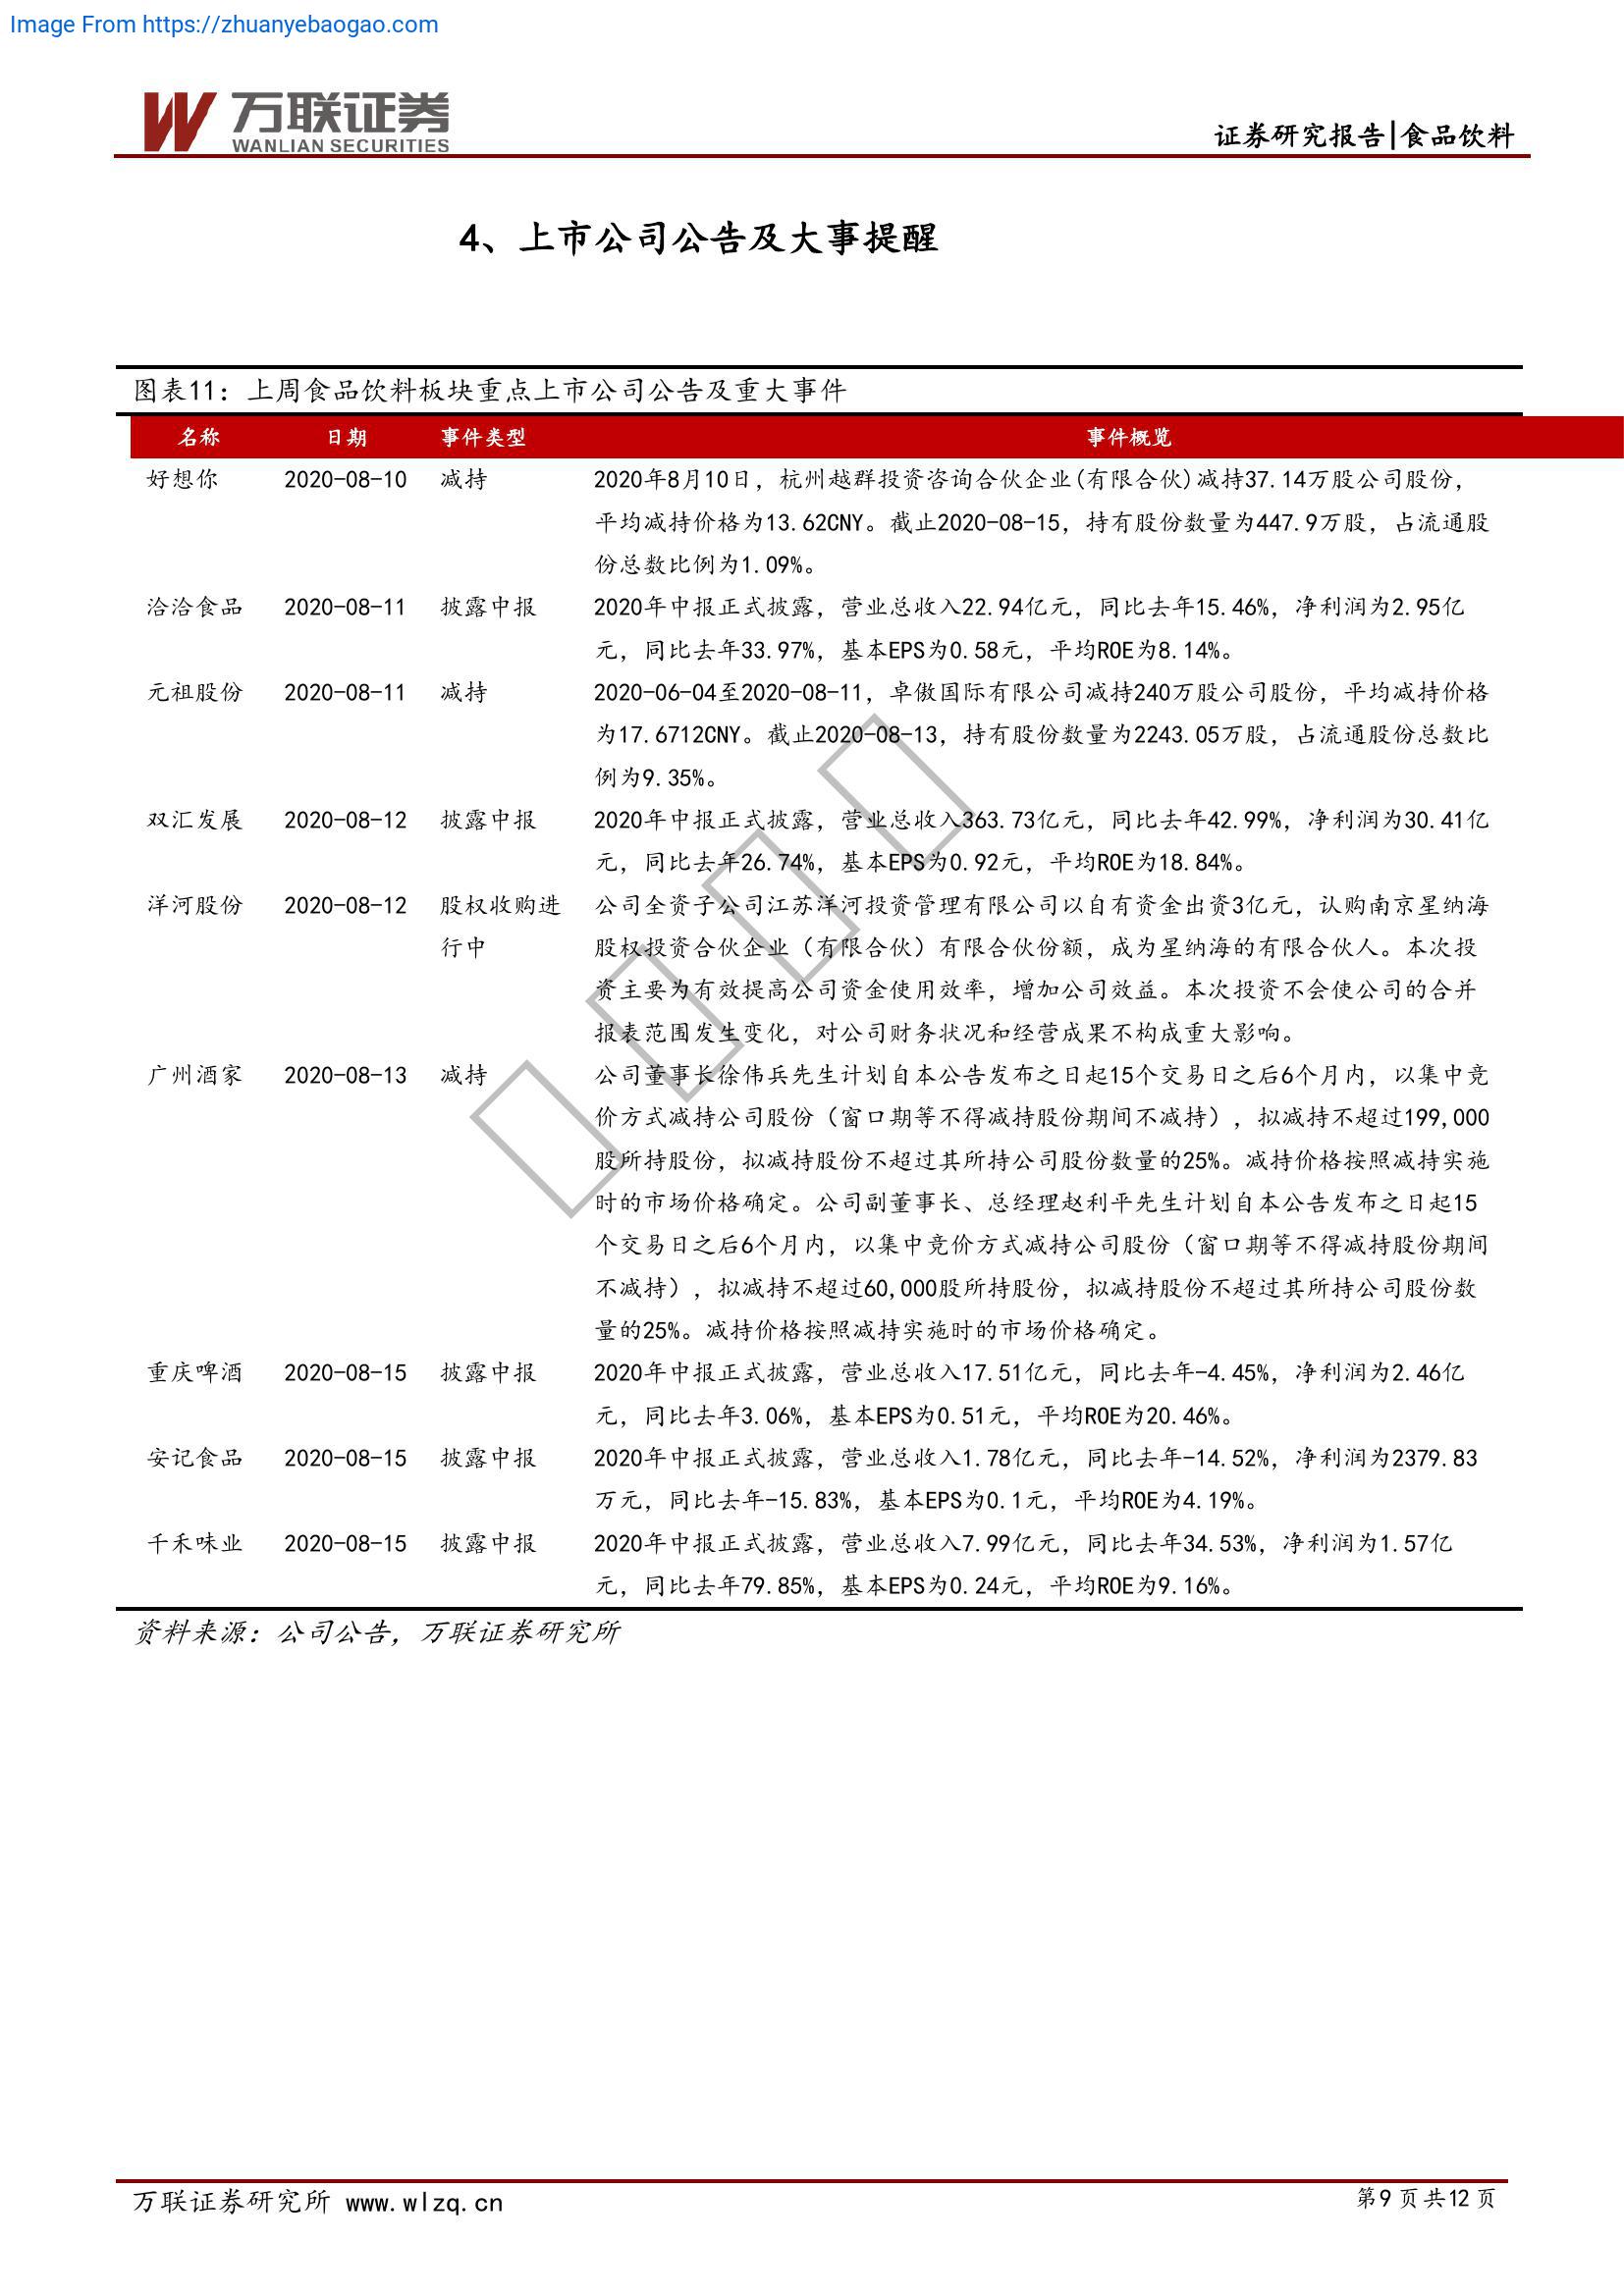 Image From https://zhuanyebaogao.com
万联证券
WANLIAN SECURITIES
证券研究报告|食品饮料
4、上市公司公告及大事提醒
图表11：上周食品饮料板块重点上市公司公告及重大事件
名称 日期 事件类型 事件概览
好想你 2020-08-10 减持 2020年8月10日，杭州越群投资咨询合伙企业(有限合伙)减持37.14万股公司股份，
平均减持价格为13.62CNY。截止2020-08-15，持有股份数量为447.9万股，占流通股
份总数比例为1.09%。
洽洽食品 2020-08-11 披露中报 2020年中报正式披露，营业总收入22.94亿元，同比去年15.46%，净利润为2.95亿
元，同比去年33.97%，基本EPS为0.58元，平均ROE为8.14%。
元祖股份 2020-08-11 减持 2020-06-04至2020-08-11，卓傲国际有限公司减持240万股公司股份，平均减持价格
为17.6712CNY。截止2020-08-13，持有股份数量为2243.05万股，占流通股份总数比
例为9.35%。
双汇发展 2020-08-12 披露中报 2020年中报正式披露，营业总收入363.73亿元，同比去年42.99%，净利润为30.41亿
元，同比去年26.74%，基本EPS为0.92元，平均ROE为18.84%。
洋河股份 2020-08-12 股权收购进 公司全资子公司江苏洋河投资管理有限公司以自有资金出资3亿元，认购南京星纳海
行中 股权投资合伙企业（有限合伙）有限合伙份额，成为星纳海的有限合伙人。本次投
资主要为有效提高公司资金使用效率，增加公司效益。本次投资不会使公司的合并
报表范围发生变化，对公司财务状况和经营成果不构成重大影响。
广州酒家 2020-08-13 减持 公司董事长徐伟兵先生计划自本公告发布之日起15个交易日之后6个月内，以集中竞
价方式减持公司股份（窗口期等不得减持股份期间不减持），拟减持不超过199,000
股所持股份，拟减持股份不超过其所持公司股份数量的25%。减持价格按照减持实施
时的市场价格确定。公司副董事长、总经理赵利平先生计划自本公告发布之日起15
个交易日之后6个月内，以集中竞价方式减持公司股份（窗口期等不得减持股份期间
不减持），拟减持不超过60,000股所持股份，拟减持股份不超过其所持公司股份数
量的25%。减持价格按照减持实施时的市场价格确定。
重庆啤酒 2020-08-15 披露中报 2020年中报正式披露，营业总收入17.51亿元，同比去年-4.45%，净利润为2.46亿
元，同比去年3.06%，基本EPS为0.51元，平均ROE为20.46%。
安记食品 2020-08-15 披露中报 2020年中报正式披露，营业总收入1.78亿元，同比去年-14.52%，净利润为2379.83
万元，同比去年-15.83%，基本EPS为0.1元，平均ROE为4.19%。
千禾味业 2020-08-15 披露中报 2020年中报正式披露，营业总收入7.99亿元，同比去年34.53%，净利润为1.57亿
元，同比去年79.85%，基本EPS为0.24元，平均ROE为9.16%。
资料来源：公司公告，万联证券研究所
万联证券研究所 www.wlzq.cn
第9页共12页